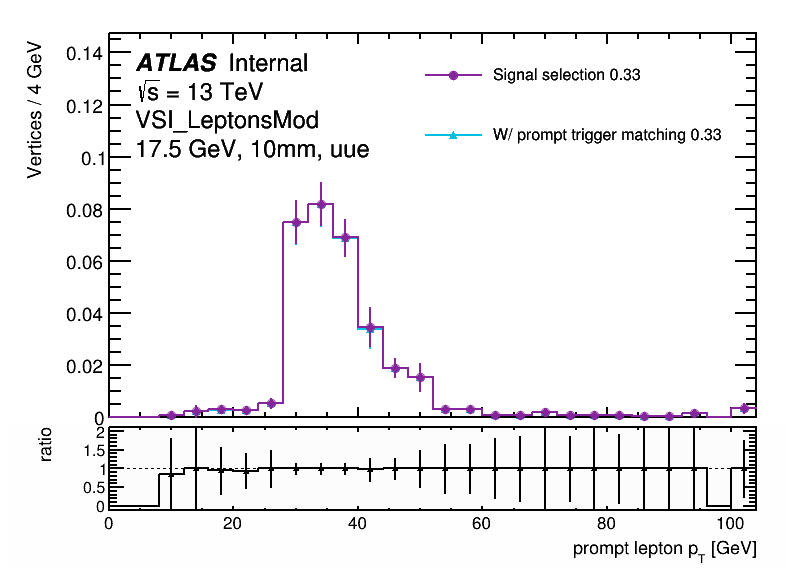 ATLAS Internal
√s = 13 TeV
VSI_LeptonsMod
17.5 GeV, 10mm, uue
Signal selection 0.33
W/ prompt trigger matching 0.33
Vertices / 4 GeV
0.14
0.12
0.1
0.08
0.06
0.04
0.02
0
ratio
2
1.5
1
0.5
0
0 20 40 60 80 100
prompt lepton p_T [GeV]